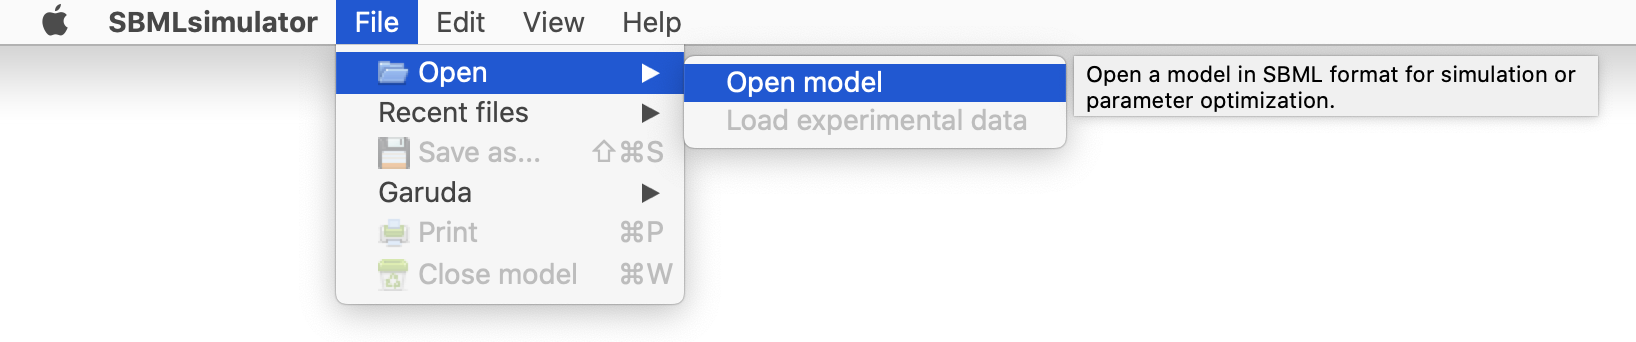 SBMLsimulator File Edit View Help
Open
Recent files
Save as... ⇧⌘S
Garuda
Print ⌘P
Close model ⌘W
Open model
Load experimental data
Open a model in SBML format for simulation or
parameter optimization.